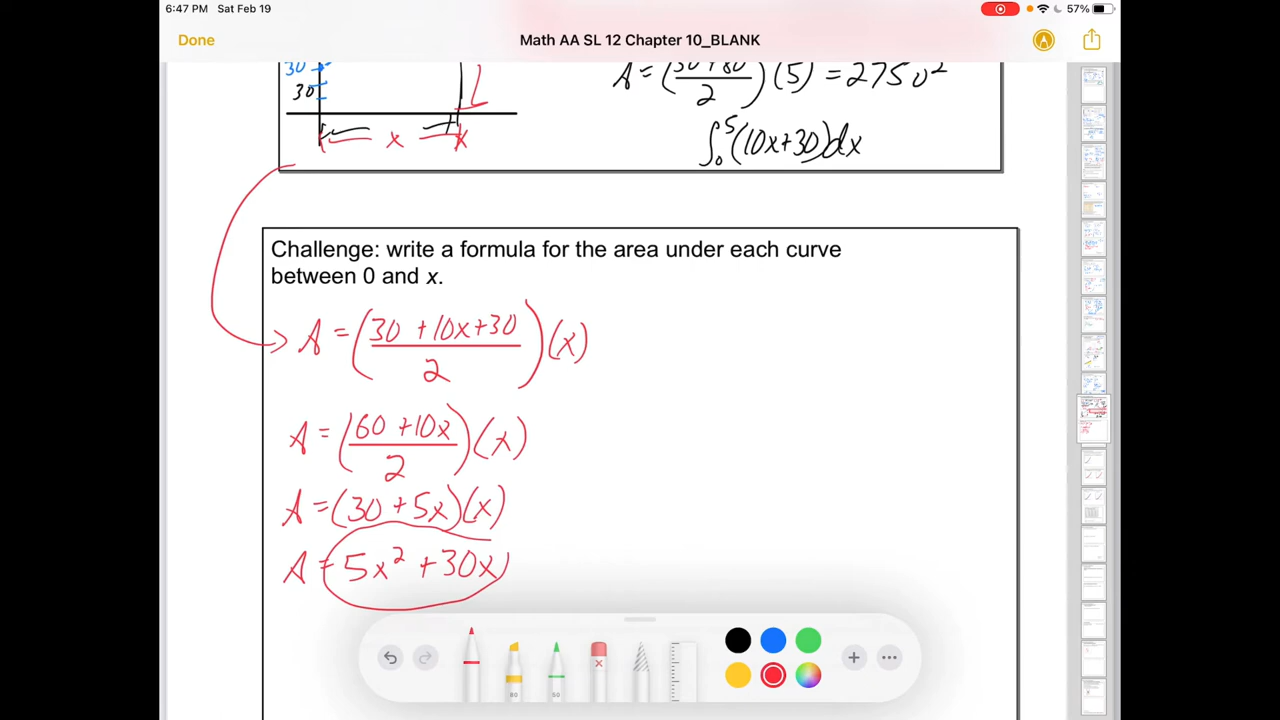 6:47 PM Sat Feb 19
57%
Done
Math AA SL 12 Chapter 10_BLANK
30
30
x
x
A = (30+80/2)(5) = 275 u²
∫₀⁵(10x+30)dx
Challenge: write a formula for the area under each curve
between 0 and x.
A = (30 +10x+30/2)(x)
A = (60 +10x/2)(x)
A = (30 +5x)(x)
A = 5x² +30x
80
50